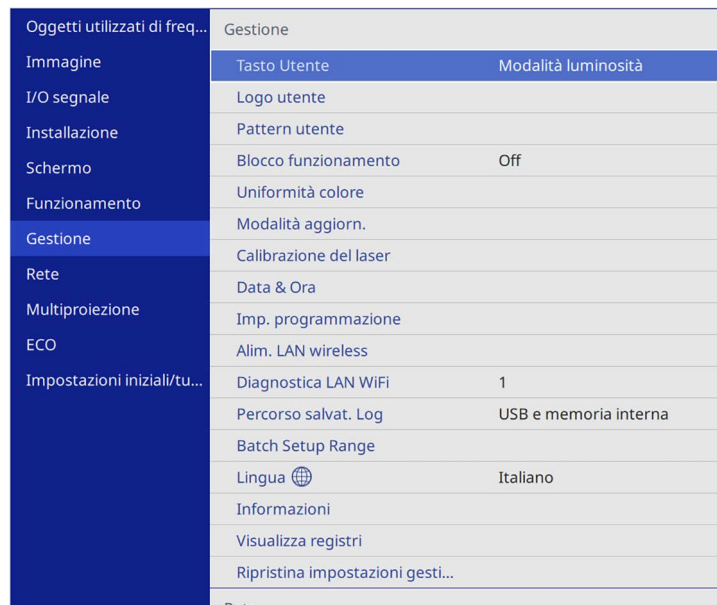 Oggetti utilizzati di freq...
Immagine
I/O segnale
Installazione
Schermo
Funzionamento
Gestione
Rete
Multiproiezione
ECO
Impostazioni iniziali/tu...
Gestione
Tasto Utente Modalità luminosità
Logo utente
Pattern utente
Blocco funzionamento Off
Uniformità colore
Modalità aggiorn.
Calibrazione del laser
Data & Ora
Imp. programmazione
Alim. LAN wireless
Diagnostica LAN WiFi 1
Percorso salvat. Log USB e memoria interna
Batch Setup Range
Lingua Italiano
Informazioni
Visualizza registri
Ripristina impostazioni gesti...